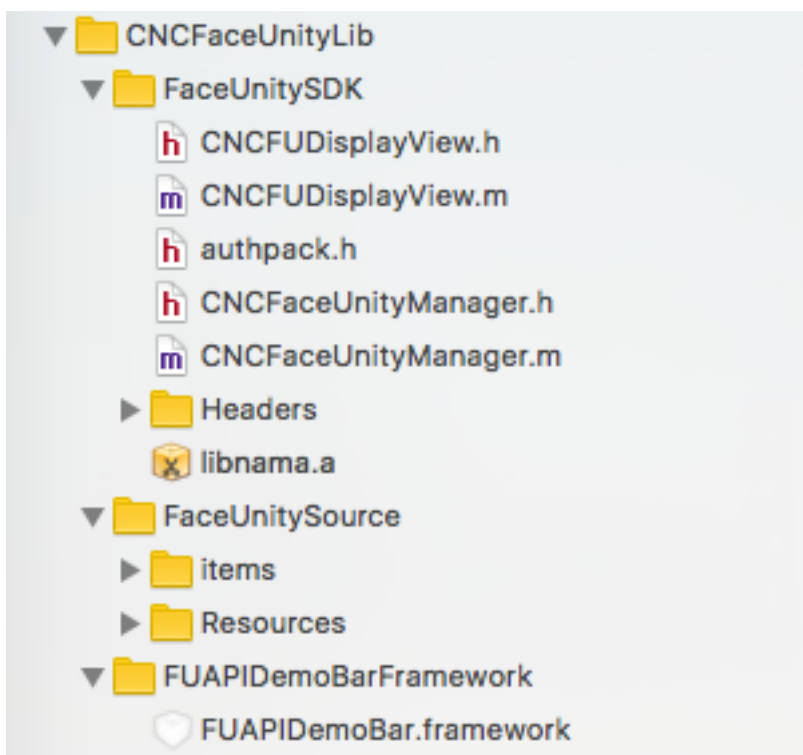 CNCFaceUnityLib
FaceUnitySDK
h CNCFUDisplayView.h
m CNCFUDisplayView.m
h authpack.h
h CNCFaceUnityManager.h
m CNCFaceUnityManager.m
Headers
libnama.a
FaceUnitySource
items
Resources
FUAPIDemoBarFramework
FUAPIDemoBar.framework